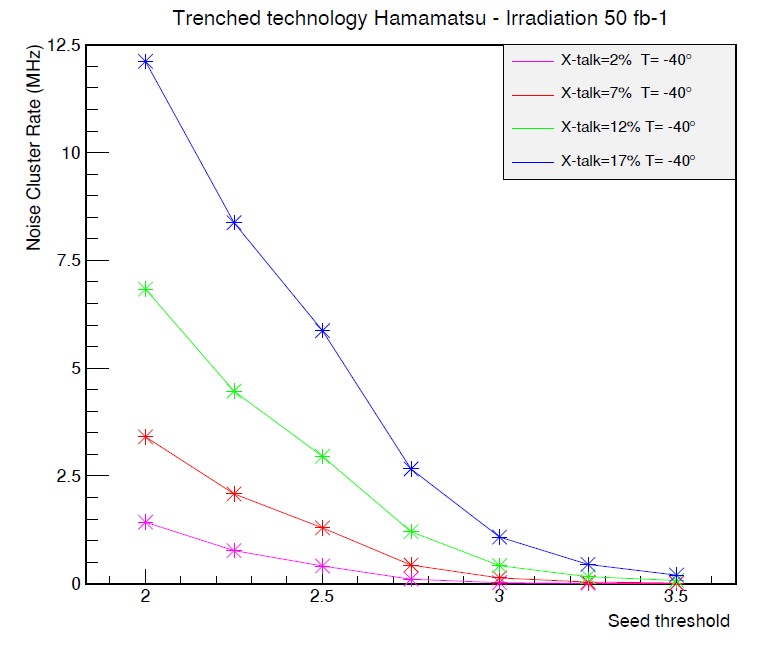 Trenched technology Hamamatsu - Irradiation 50 fb-1
Noise Cluster Rate (MHz)
12.5
10
7.5
5
2.5
0
X-talk=2% T= -40°
X-talk=7% T= -40°
X-talk=12% T= -40°
X-talk=17% T= -40°
2
2.5
3
3.5
Seed threshold